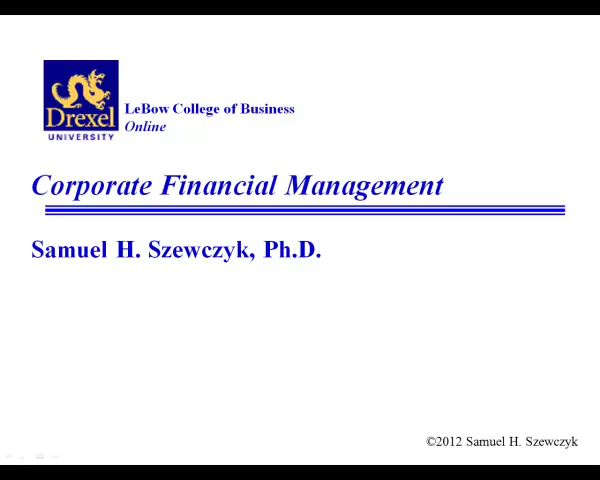 Drexel
UNIVERSITY
LeBow College of Business
Online
Corporate Financial Management
Samuel H. Szewczyk, Ph.D.
©2012 Samuel H. Szewczyk